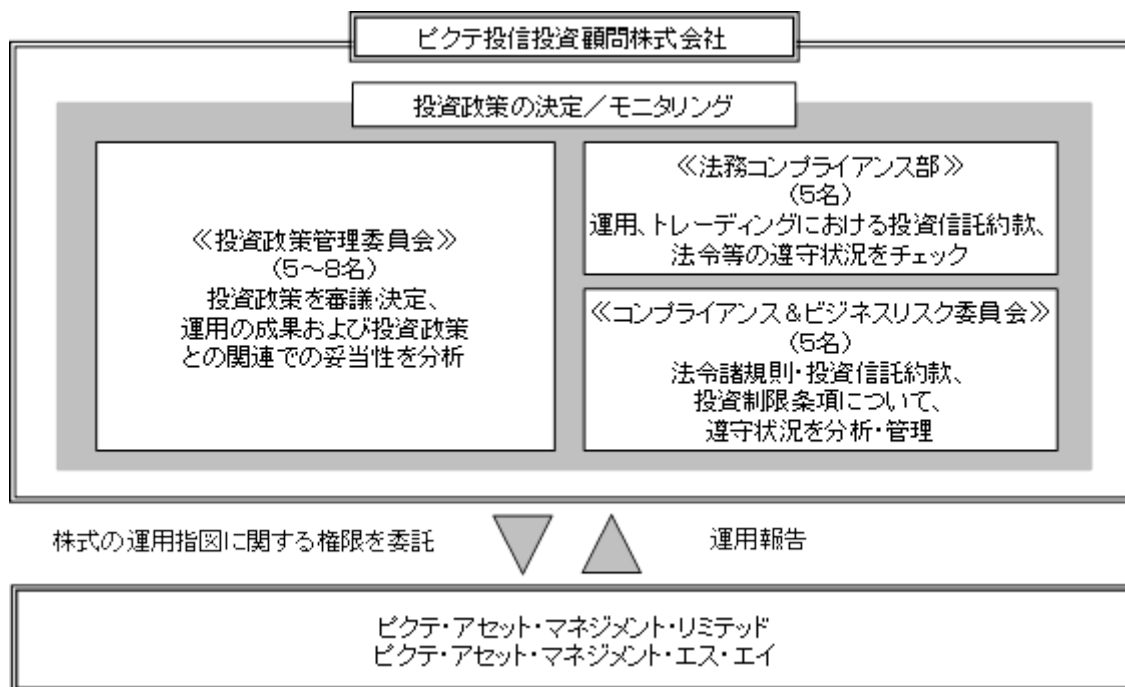 ピクテ投信投資顧問株式会社
投資政策の決定／モニタリング
≪投資政策管理委員会≫
(5～8名)
投資政策を審議・決定、
運用の成果および投資政策
との関連での妥当性を分析
≪法務コンプライアンス部≫
(5名)
運用、トレーディングにおける投資信託約款、
法令等の遵守状況をチェック
≪コンプライアンス＆ビジネスリスク委員会≫
(5名)
法令諸規則・投資信託約款、
投資制限条項について、
遵守状況を分析・管理
株式の運用指図に関する権限を委託
運用報告
ピクテ・アセット・マネジメント・リミテッド
ピクテ・アセット・マネジメント・エス・エイ